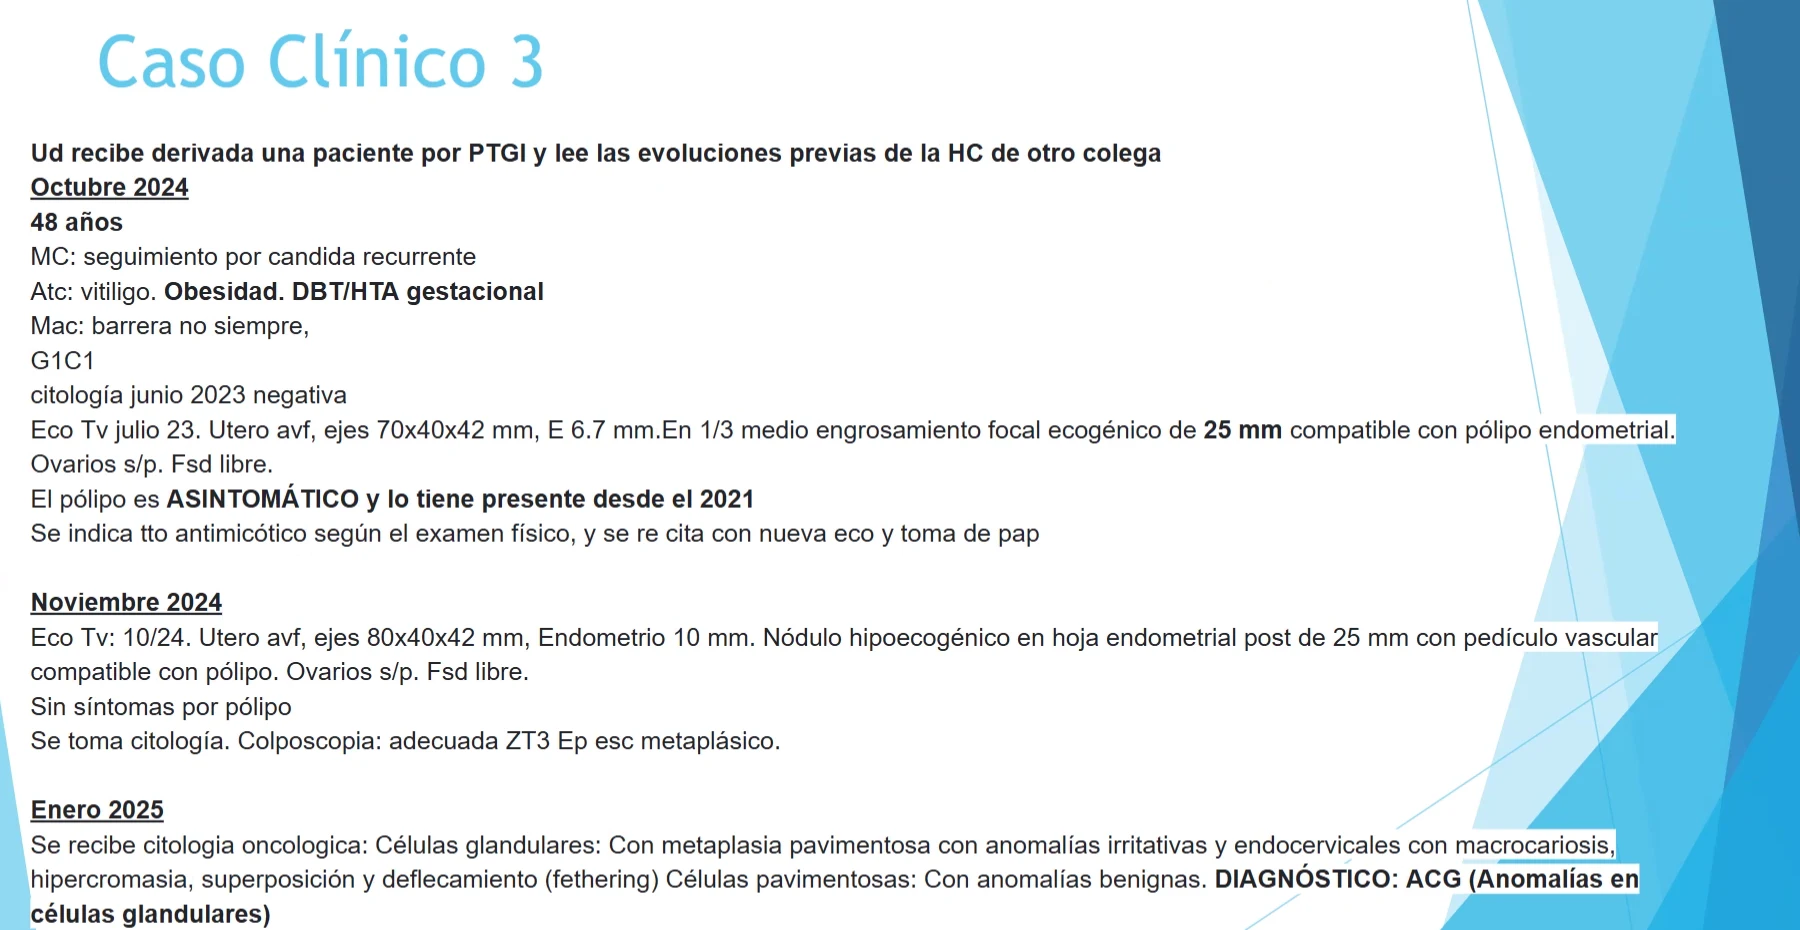 Caso Clínico 3
Ud recibe derivada una paciente por PTGI y lee las evoluciones previas de la HC de otro colega
Octubre 2024
48 años
MC: seguimiento por candida recurrente
Atc: vitiligo. Obesidad. DBT/HTA gestacional
Mac: barrera no siempre,
G1C1
citología junio 2023 negativa
Eco Tv julio 23. Utero avf, ejes 70x40x42 mm, E 6.7 mm.En 1/3 medio engrosamiento focal ecogénico de 25 mm compatible con pólipo endometrial.
Ovarios s/p. Fsd libre.
El pólipo es ASINTOMÁTICO y lo tiene presente desde el 2021
Se indica tto antimicótico según el examen físico, y se re cita con nueva eco y toma de pap
Noviembre 2024
Eco Tv: 10/24. Utero avf, ejes 80x40x42 mm, Endometrio 10 mm. Nódulo hipoecogénico en hoja endometrial post de 25 mm con pedículo vascular
compatible con pólipo. Ovarios s/p. Fsd libre.
Sin síntomas por pólipo
Se toma citología. Colposcopia: adecuada ZT3 Ep esc metaplásico.
Enero 2025
Se recibe citologia oncologica: Células glandulares: Con metaplasia pavimentosa con anomalías irritativas y endocervicales con macrocariosis,
hipercromasia, superposición y deflecamiento (fethering) Células pavimentosas: Con anomalías benignas. DIAGNÓSTICO: ACG (Anomalías en
células glandulares)